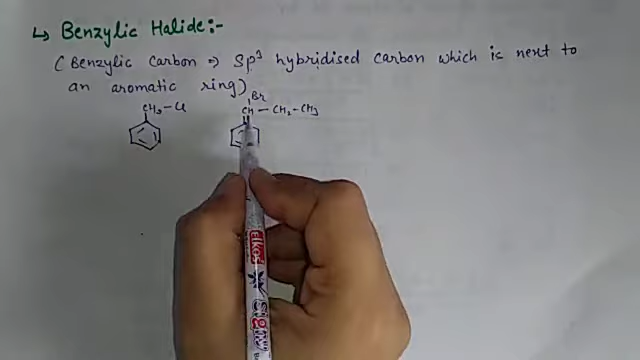 ↳ Benzylic Halide:-
(Benzylic Carbon ⇒ Sp³ hybridised carbon which is next to
an aromatic ring)
Br
CH₂-Cl CH-CH₂-CH₃
Elkos